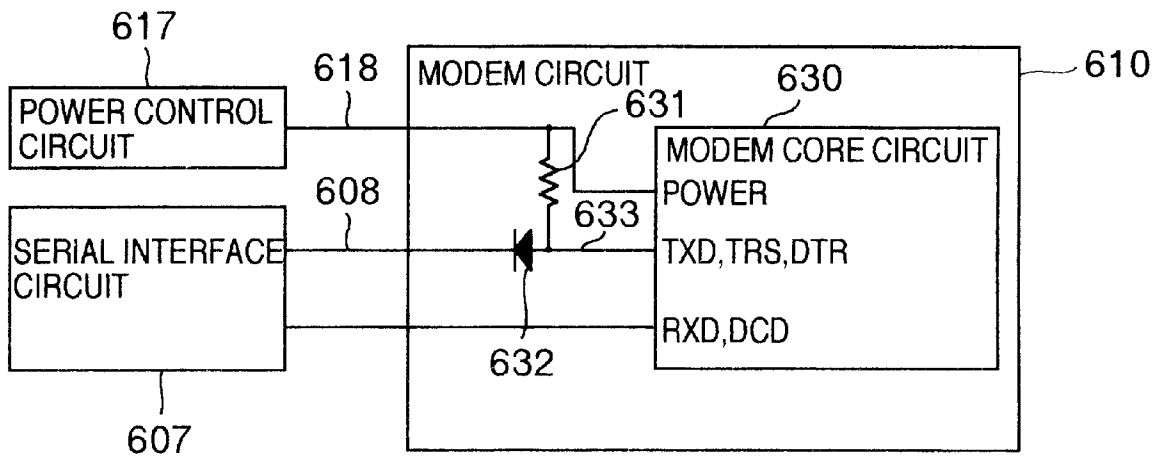 617
POWER CONTROL
CIRCUIT
618
MODEM CIRCUIT
631
630
610
MODEM CORE CIRCUIT
POWER
608
633
SERIAL INTERFACE
CIRCUIT
TXD,TRS,DTR
RXD,DCD
632
607